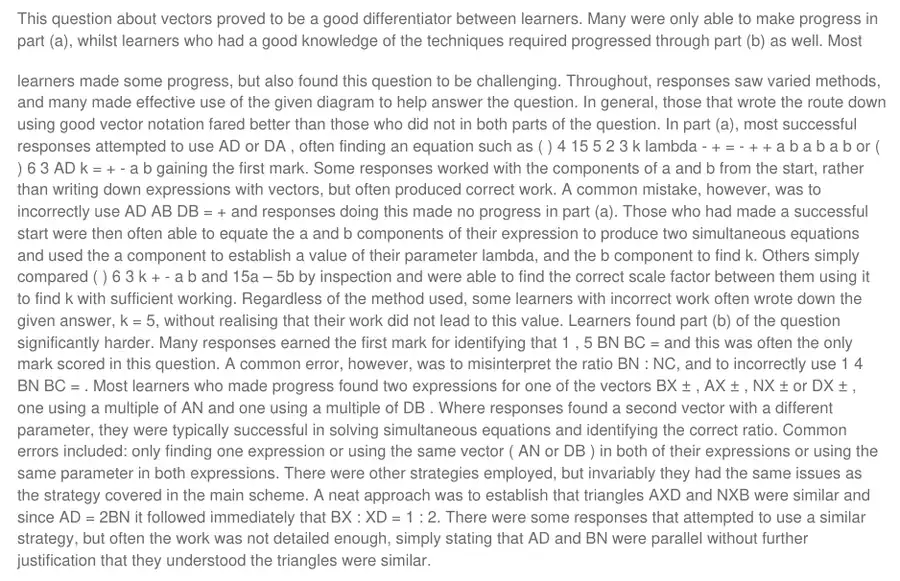 This question about vectors proved to be a good differentiator between learners. Many were only able to make progress in
part (a), whilst learners who had a good knowledge of the techniques required progressed through part (b) as well. Most
learners made some progress, but also found this question to be challenging. Throughout, responses saw varied methods,
and many made effective use of the given diagram to help answer the question. In general, those that wrote the route down
using good vector notation fared better than those who did not in both parts of the question. In part (a), most successful
responses attempted to use AD or DA , often finding an equation such as ( ) 4 15 5 2 3 k lambda - + = - + + a b a b a b or (
) 6 3 AD k = + - a b gaining the first mark. Some responses worked with the components of a and b from the start, rather
than writing down expressions with vectors, but often produced correct work. A common mistake, however, was to
incorrectly use AD AB DB = + and responses doing this made no progress in part (a). Those who had made a successful
start were then often able to equate the a and b components of their expression to produce two simultaneous equations
and used the a component to establish a value of their parameter lambda, and the b component to find k. Others simply
compared ( ) 6 3 k + - a b and 15a – 5b by inspection and were able to find the correct scale factor between them using it
to find k with sufficient working. Regardless of the method used, some learners with incorrect work often wrote down the
given answer, k = 5, without realising that their work did not lead to this value. Learners found part (b) of the question
significantly harder. Many responses earned the first mark for identifying that 1 , 5 BN BC = and this was often the only
mark scored in this question. A common error, however, was to misinterpret the ratio BN : NC, and to incorrectly use 1 4
BN BC = . Most learners who made progress found two expressions for one of the vectors BX ± , AX ± , NX ± or DX ± ,
one using a multiple of AN and one using a multiple of DB . Where responses found a second vector with a different
parameter, they were typically successful in solving simultaneous equations and identifying the correct ratio. Common
errors included: only finding one expression or using the same vector ( AN or DB ) in both of their expressions or using the
same parameter in both expressions. There were other strategies employed, but invariably they had the same issues as
the strategy covered in the main scheme. A neat approach was to establish that triangles AXD and NXB were similar and
since AD = 2BN it followed immediately that BX : XD = 1 : 2. There were some responses that attempted to use a similar
strategy, but often the work was not detailed enough, simply stating that AD and BN were parallel without further
justification that they understood the triangles were similar.